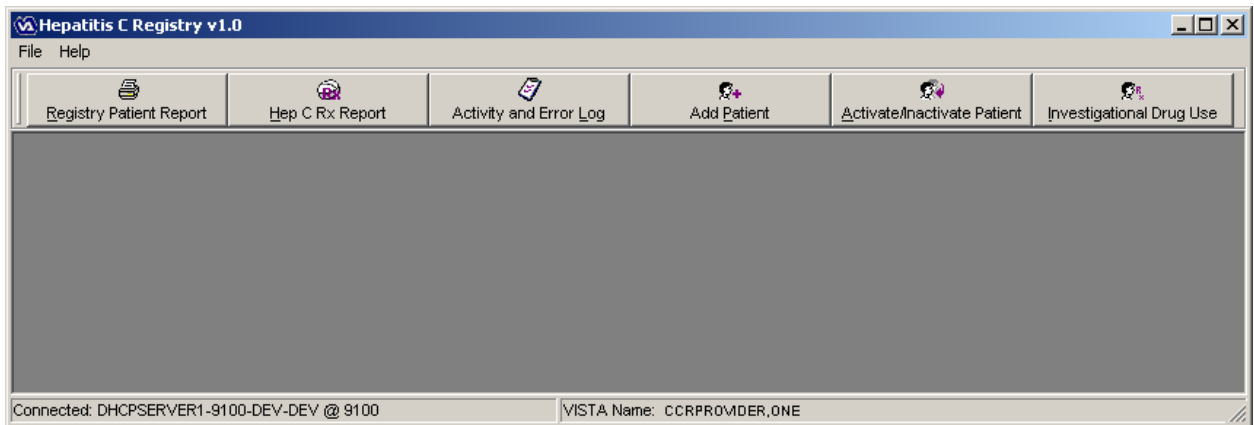 Hepatitis C Registry v1.0
File Help
Registry Patient Report Hep C Rx Report Activity and Error Log Add Patient Activate/Inactivate Patient Investigational Drug Use
Connected: DHCPSERVER1-9100-DEV-DEV @ 9100 VISTA Name: CCRPROVIDER,ONE